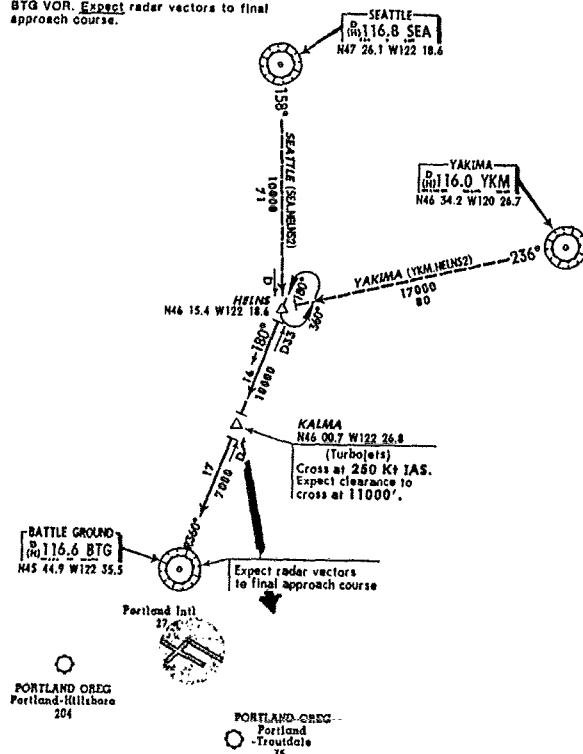 BTG VOR. Expect radar vectors to final
approach course.
SEATTLE
D
(H) 116.8 SEA
N47 26.1 W122 18.6
158°
SEATTLE (SEA.HELNS2)
10000
71
YAKIMA
D
(H) 116.0 YKM
N46 34.2 W120 26.7
236°
YAKIMA (YKM.HELNS2)
17000
80
D
HELNS
N46 15.4 W122 18.6
180°
360°
D33
16
180°
10000
KALMA
N46 00.7 W122 26.8
(Turbojets)
Cross at 250 Kt IAS.
Expect clearance to
cross at 11000'.
D
17
7000
360°
BATTLE GROUND
D
(H) 116.6 BTG
N45 44.9 W122 35.5
Expect radar vectors
to final approach course
Portland Intl
27
PORTLAND OREG
Portland-Hillsboro
204
PORTLAND OREG
Portland
-Troutdale